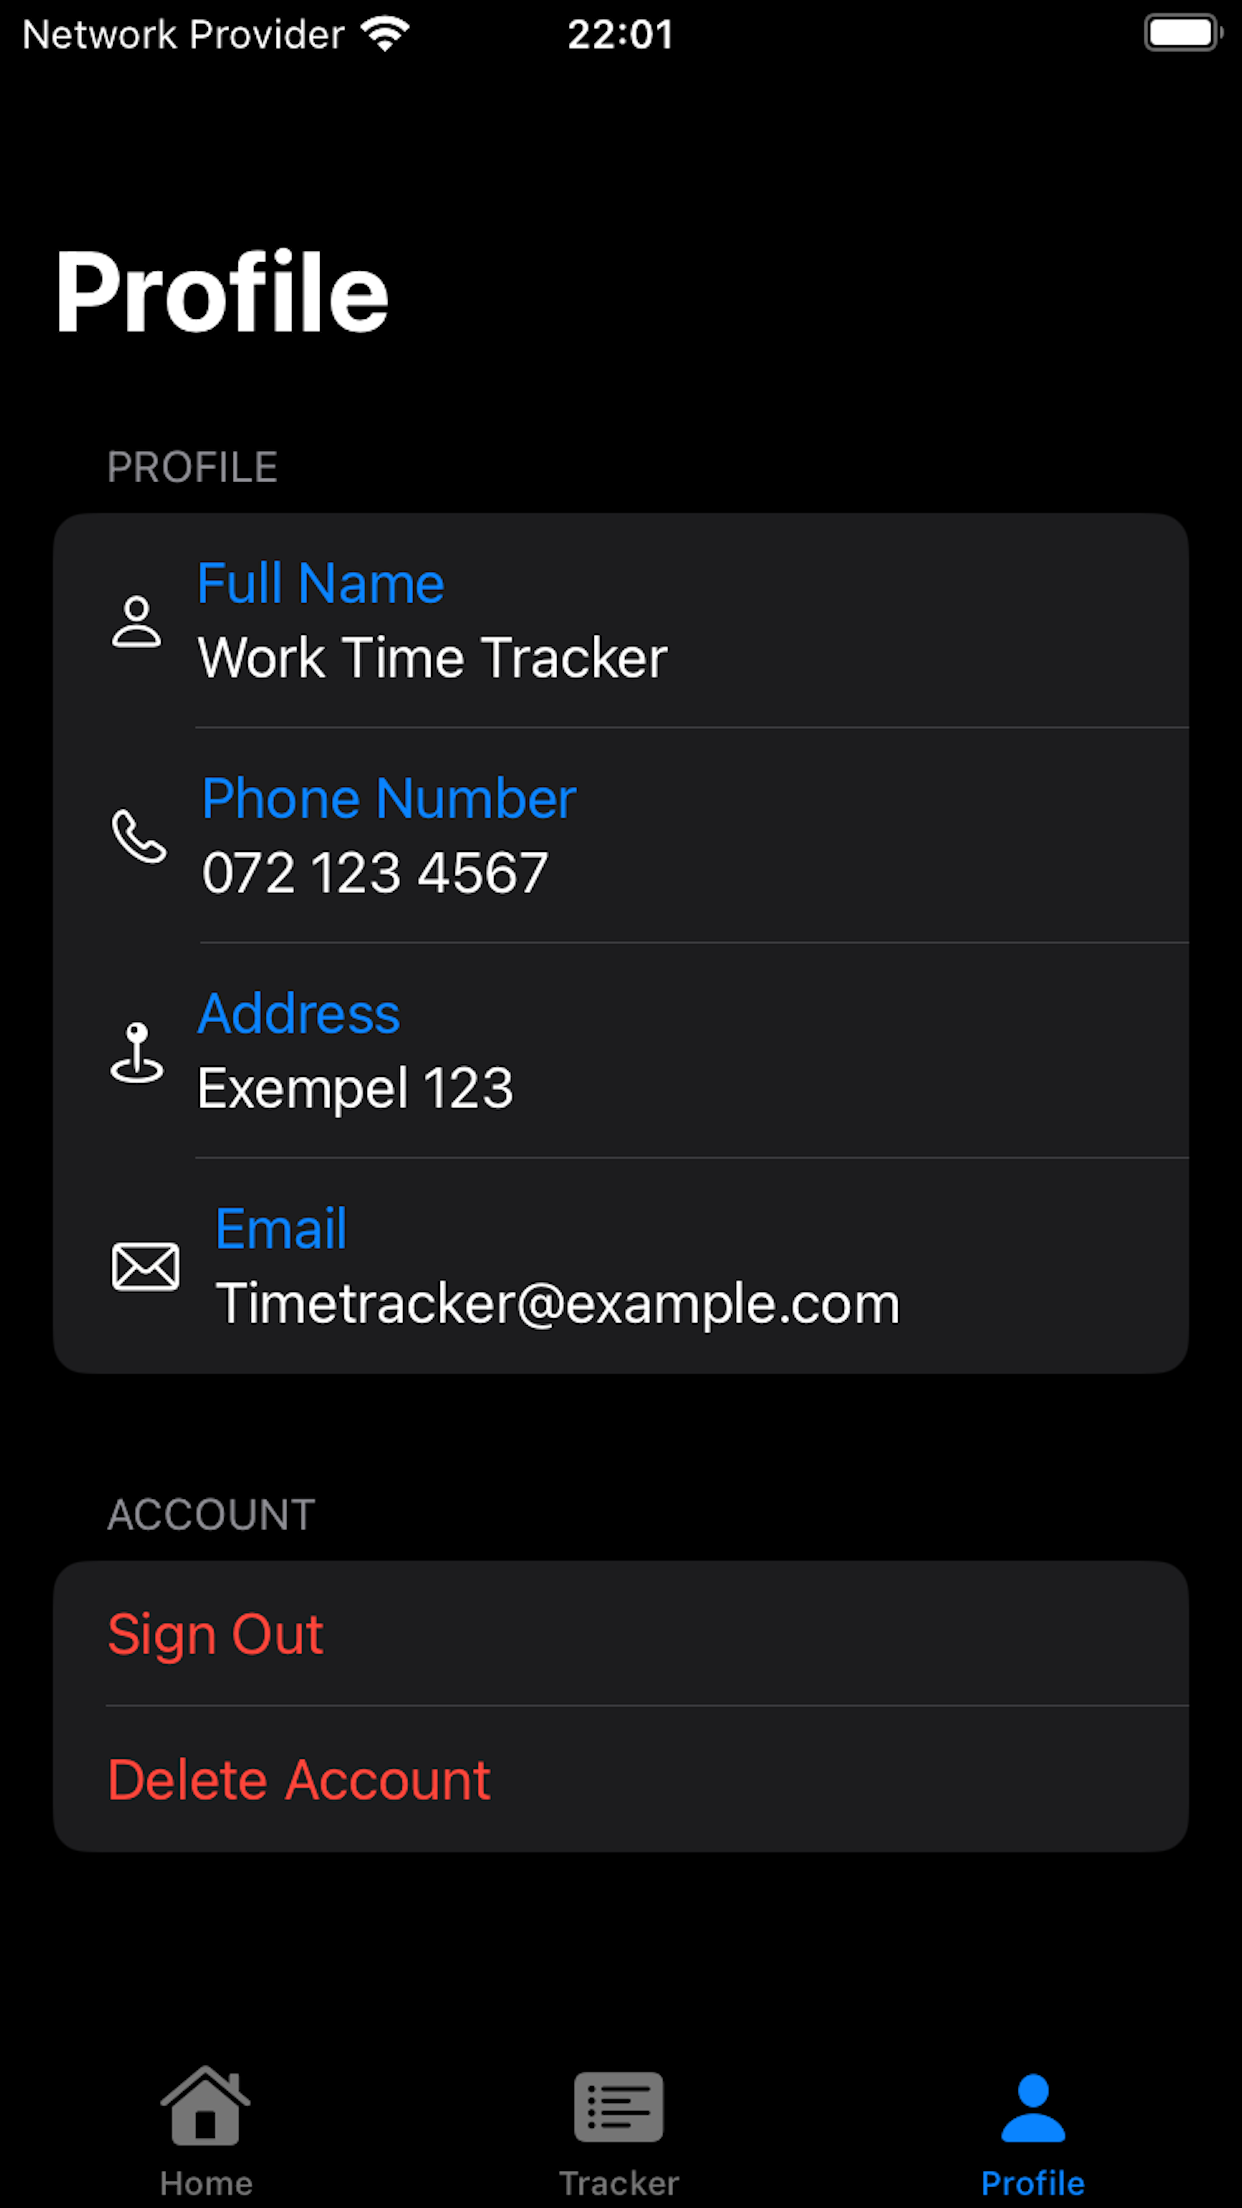 Network Provider 22:01
Profile
PROFILE
Full Name
Work Time Tracker
Phone Number
072 123 4567
Address
Exempel 123
Email
Timetracker@example.com
ACCOUNT
Sign Out
Delete Account
Home Tracker Profile